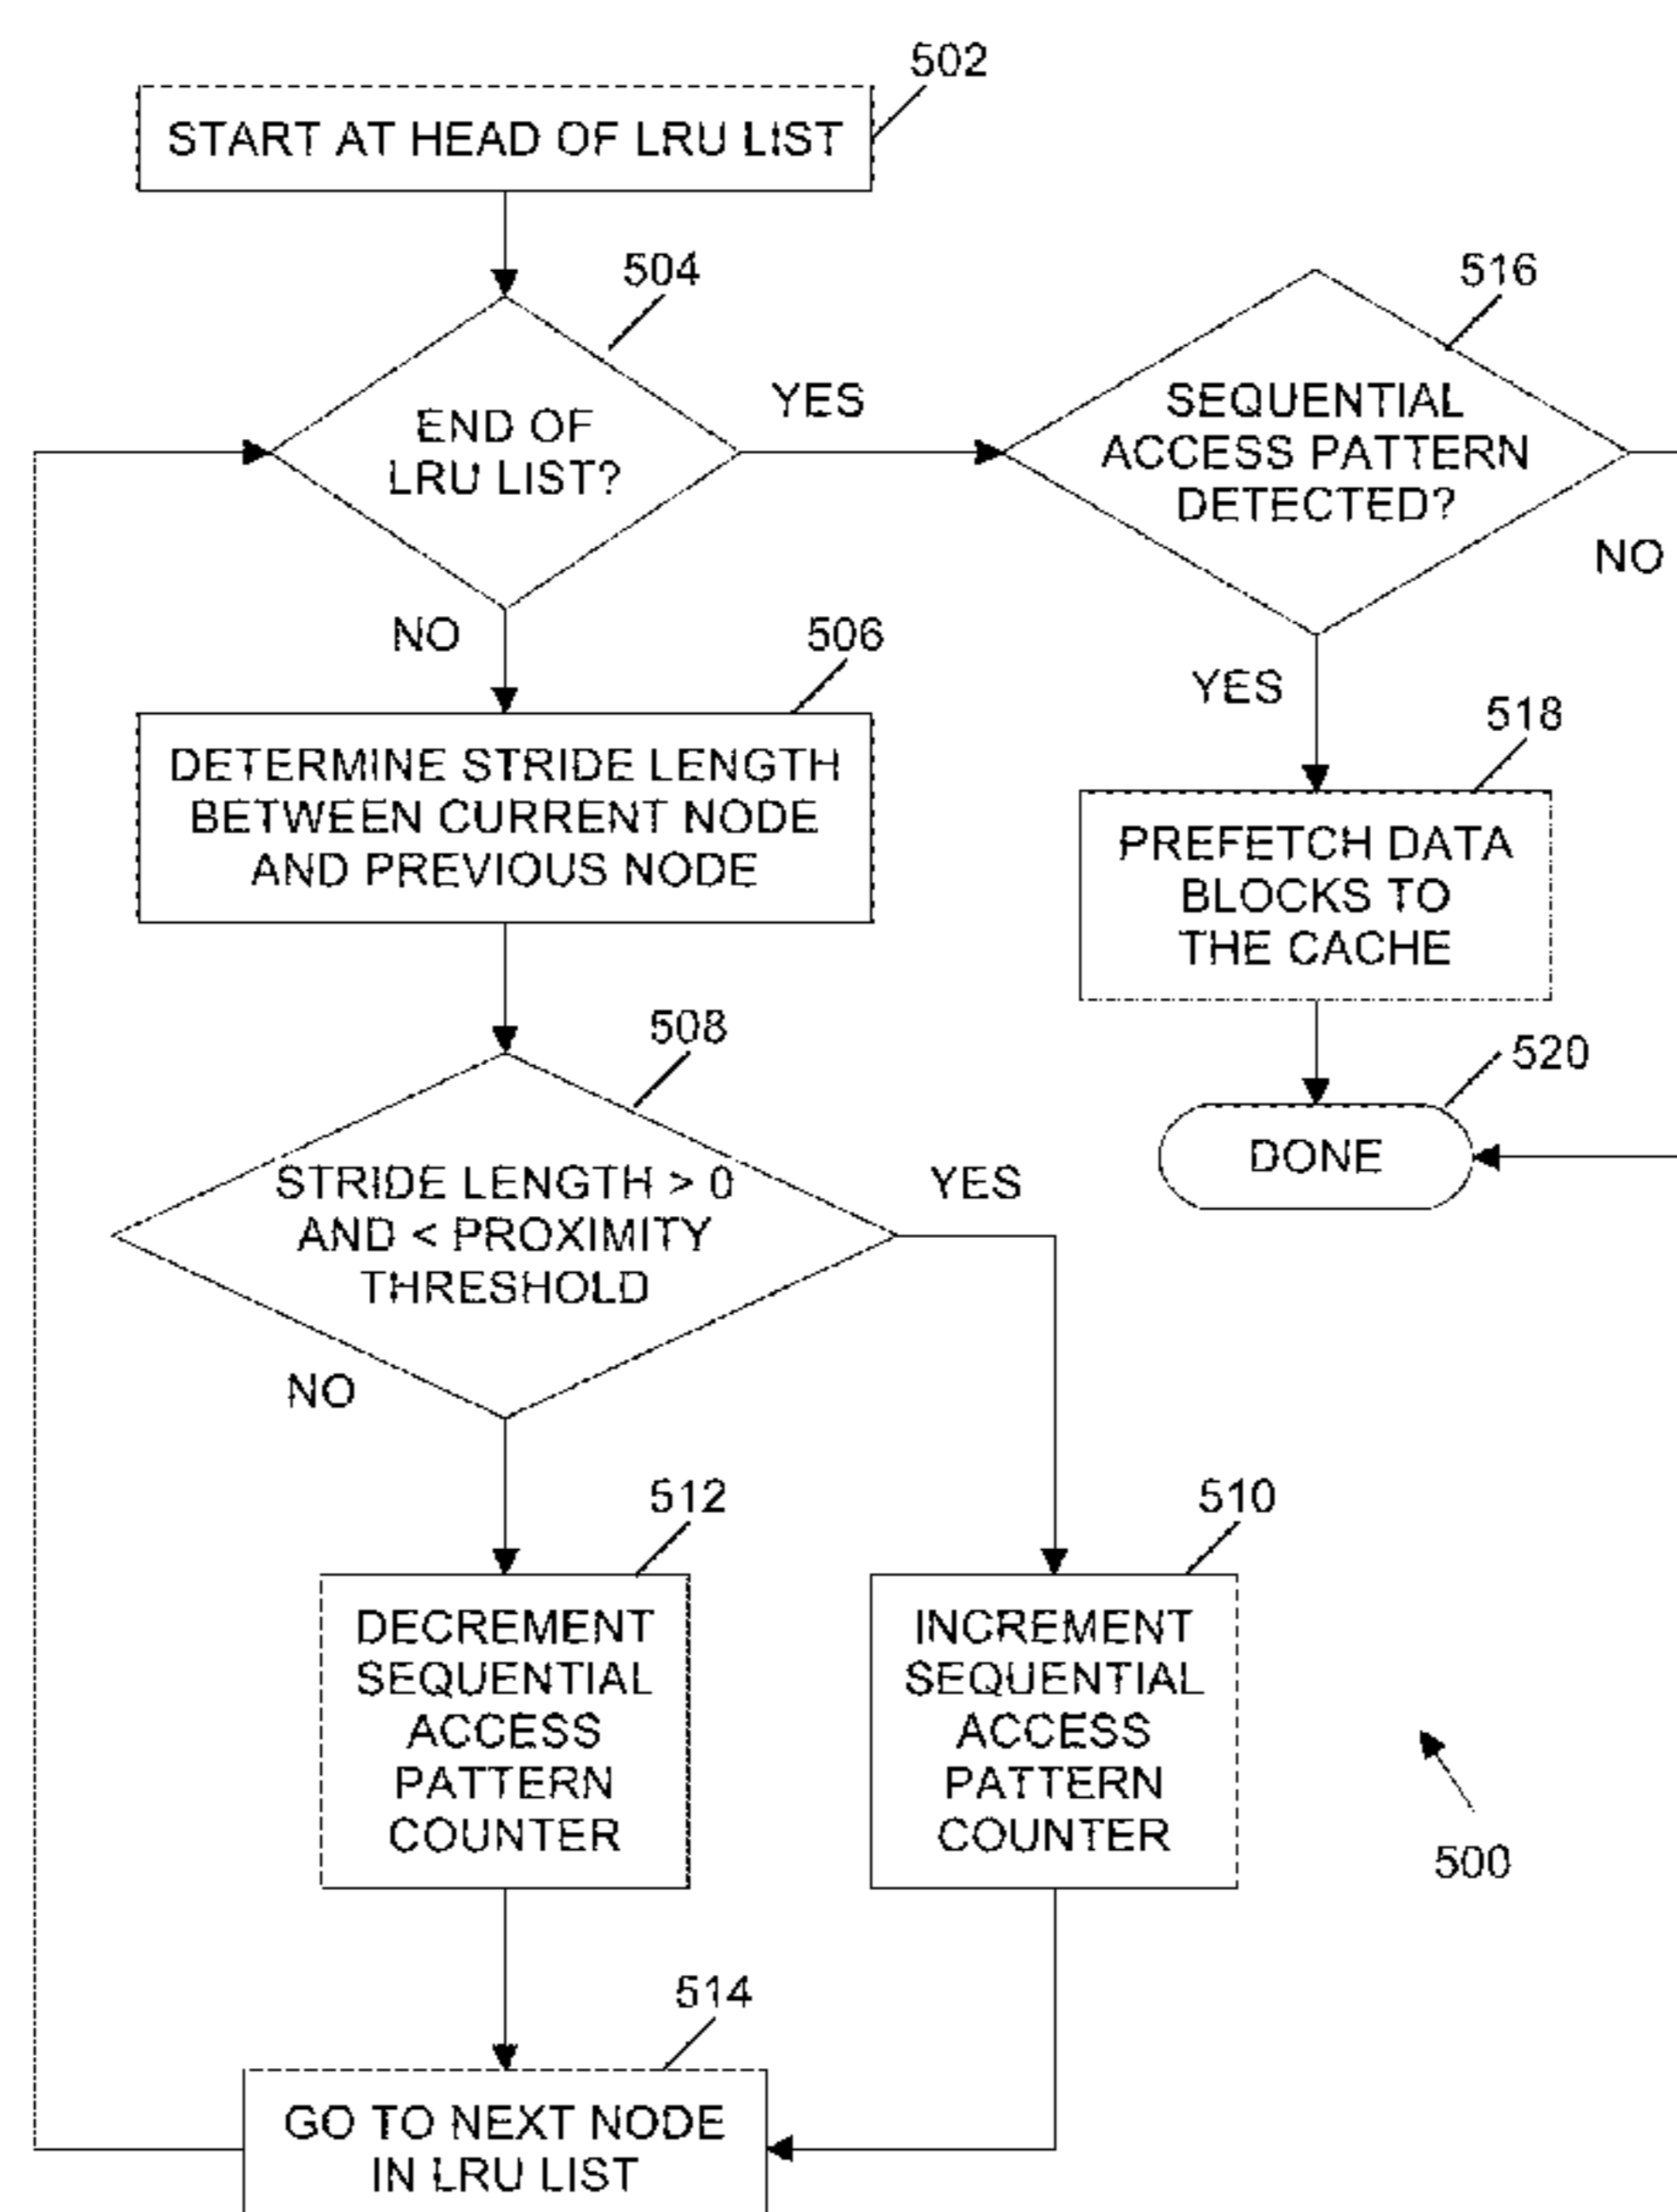 502
START AT HEAD OF LRU LIST
504
END OF
LRU LIST?
YES
NO
516
SEQUENTIAL
ACCESS PATTERN
DETECTED?
NO
YES
506
DETERMINE STRIDE LENGTH
BETWEEN CURRENT NODE
AND PREVIOUS NODE
518
PREFETCH DATA
BLOCKS TO
THE CACHE
508
STRIDE LENGTH > 0
AND < PROXIMITY
THRESHOLD
YES
NO
520
DONE
512
DECREMENT
SEQUENTIAL
ACCESS
PATTERN
COUNTER
510
INCREMENT
SEQUENTIAL
ACCESS
PATTERN
COUNTER
500
514
GO TO NEXT NODE
IN LRU LIST